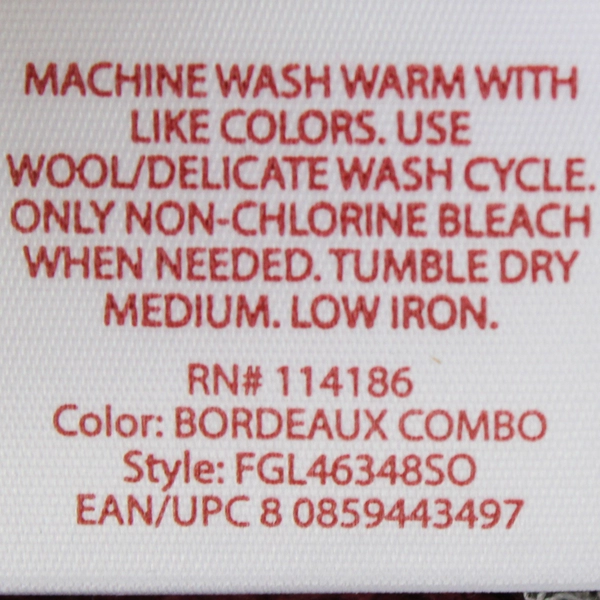 MACHINE WASH WARM WITH
LIKE COLORS. USE
WOOL/DELICATE WASH CYCLE.
ONLY NON-CHLORINE BLEACH
WHEN NEEDED. TUMBLE DRY
MEDIUM. LOW IRON.
RN# 114186
Color: BORDEAUX COMBO
Style: FGL46348SO
EAN/UPC 8 0859443497